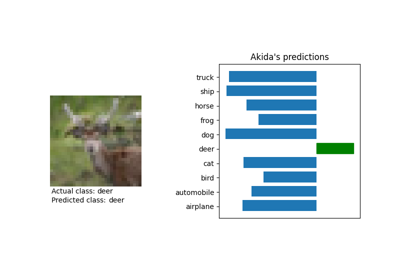 Akida's predictions
truck
ship
horse
frog
dog
deer
cat
bird
automobile
airplane
Actual class: deer
Predicted class: deer